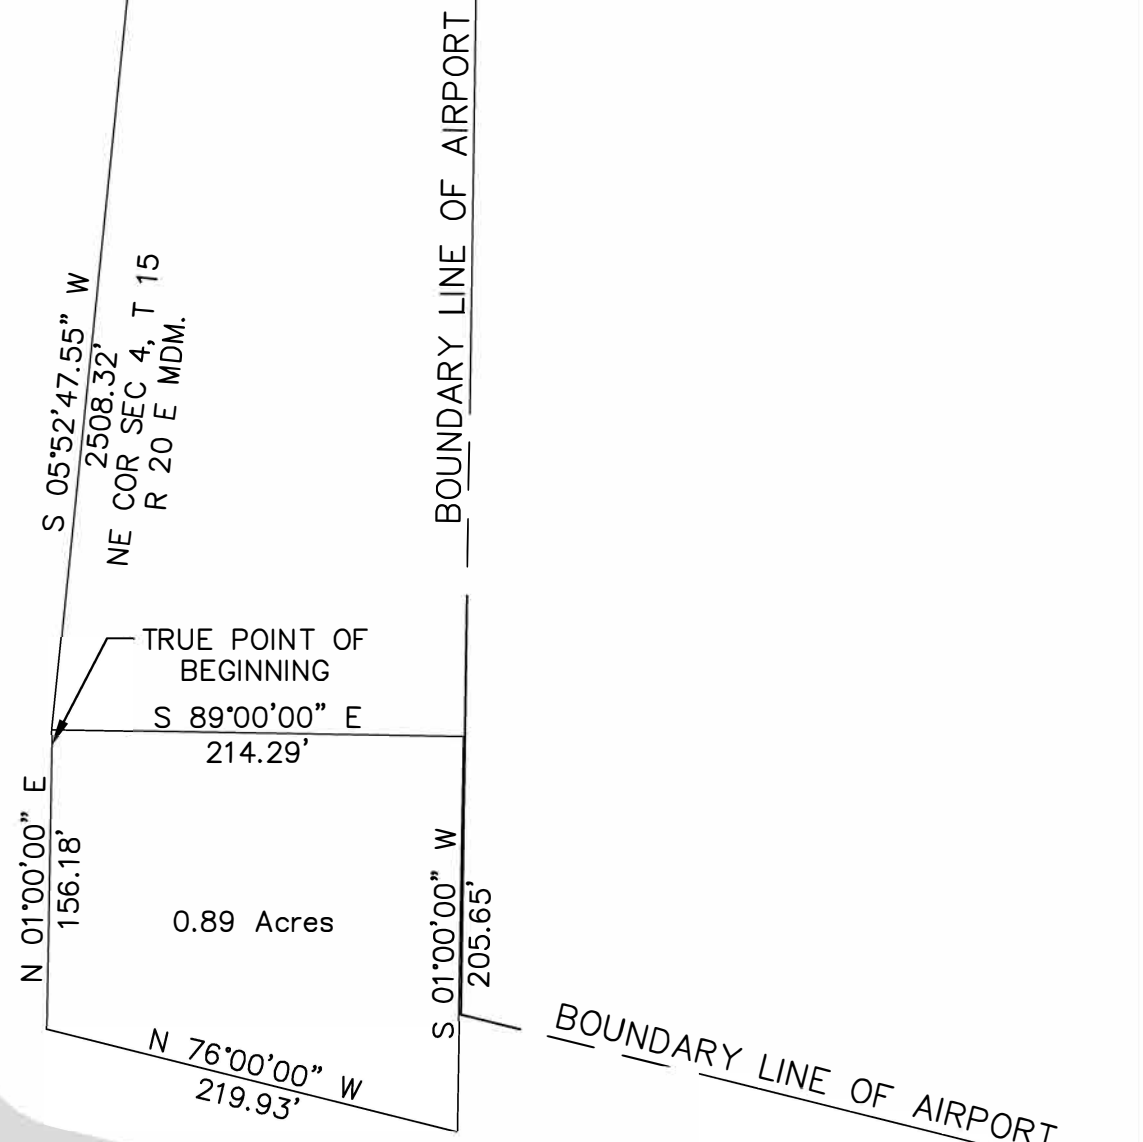 BOUNDARY LINE OF AIRPORT
S 05°52'47.55" W
2508.32'
NE COR SEC 4, T 15
R 20 E MDM.
TRUE POINT OF
BEGINNING
S 89°00'00" E
214.29'
N 01°00'00" E
156.18'
0.89 Acres
S 01°00'00" W
205.65'
N 76°00'00" W
219.93'
BOUNDARY LINE OF AIRPORT